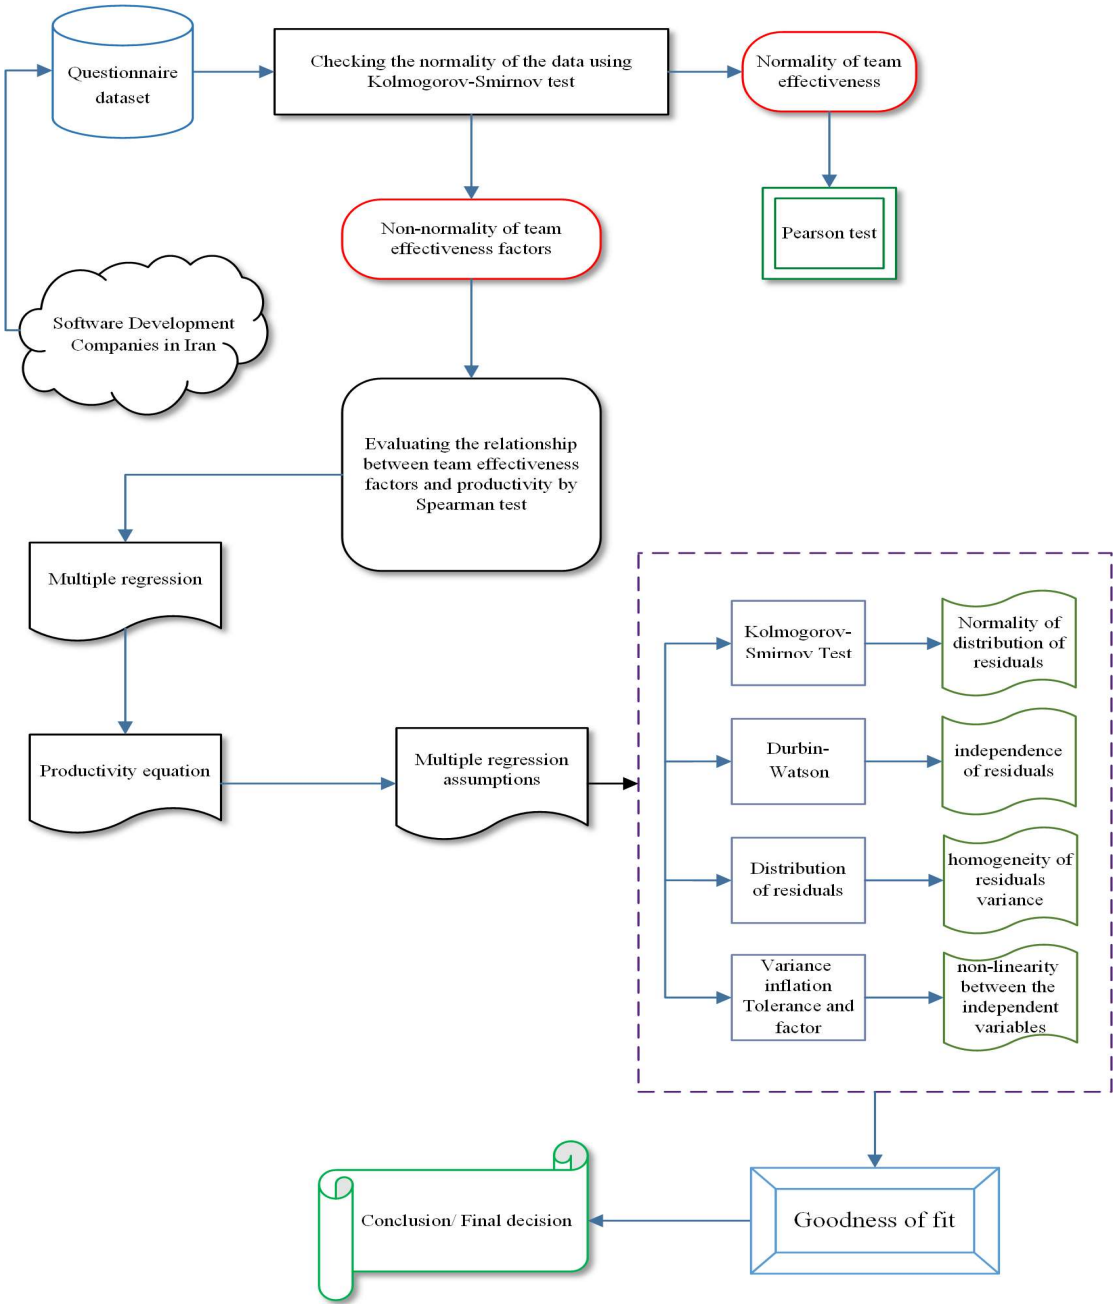 Questionnaire
dataset
Checking the normality of the data using
Kolmogorov-Smirnov test
Normality of team
effectiveness
Pearson test
Non-normality of team
effectiveness factors
Software Development
Companies in Iran
Evaluating the relationship
between team effectiveness
factors and productivity by
Spearman test
Multiple regression
Productivity equation
Multiple regression
assumptions
Kolmogorov-
Smirnov Test
Normality of
distribution of
residuals
Durbin-
Watson
independence
of residuals
Distribution
of residuals
homogeneity of
residuals
variance
Variance
inflation
Tolerance and
factor
non-linearity
between the
independent
variables
Goodness of fit
Conclusion/ Final decision